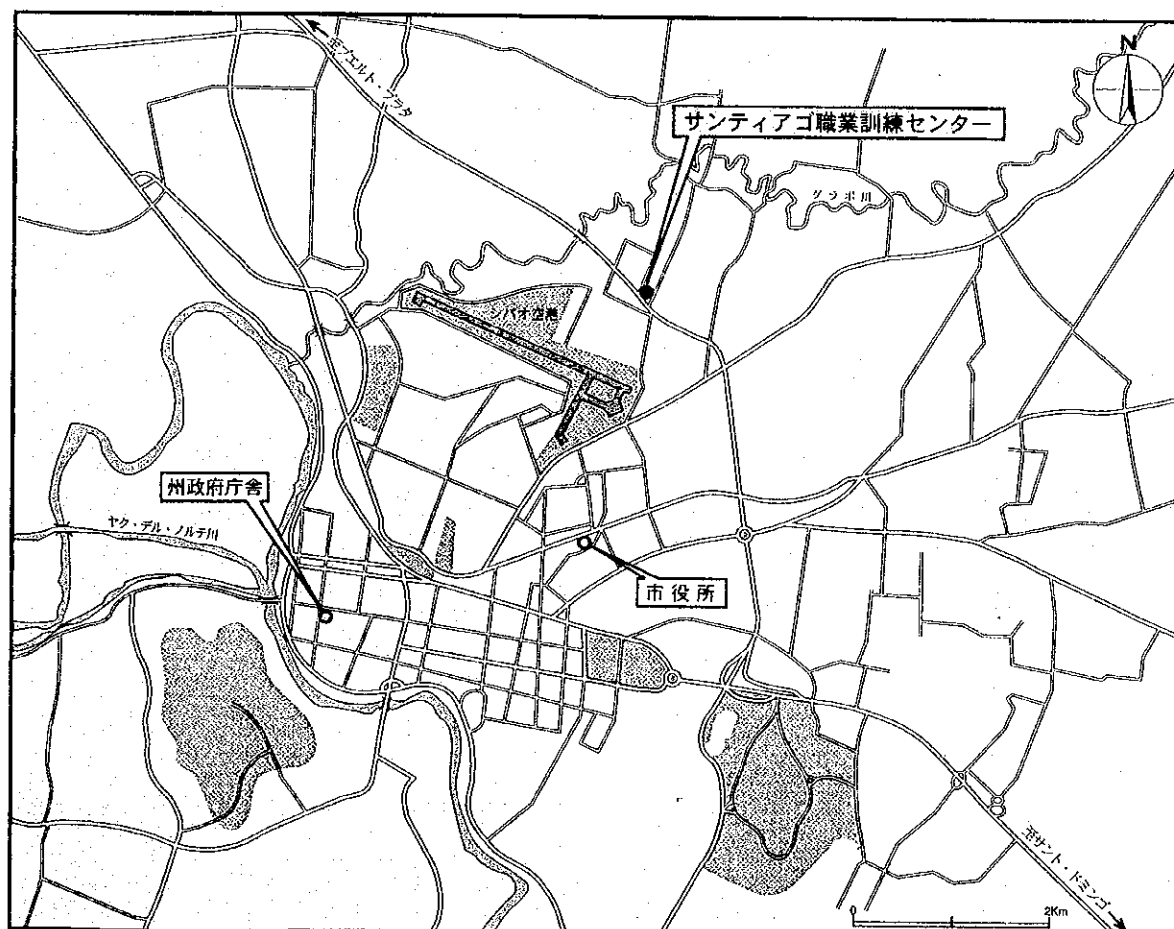 至プエルト・プラタ
N
サンティアゴ職業訓練センター
グラボ川
シバオ空港
州政府庁舎
ヤク・デル・ノルテ川
市役所
至サント・ドミンゴ
0
2Km